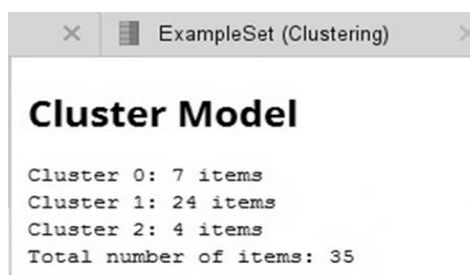 ExampleSet (Clustering)
Cluster Model
Cluster 0: 7 items
Cluster 1: 24 items
Cluster 2: 4 items
Total number of items: 35